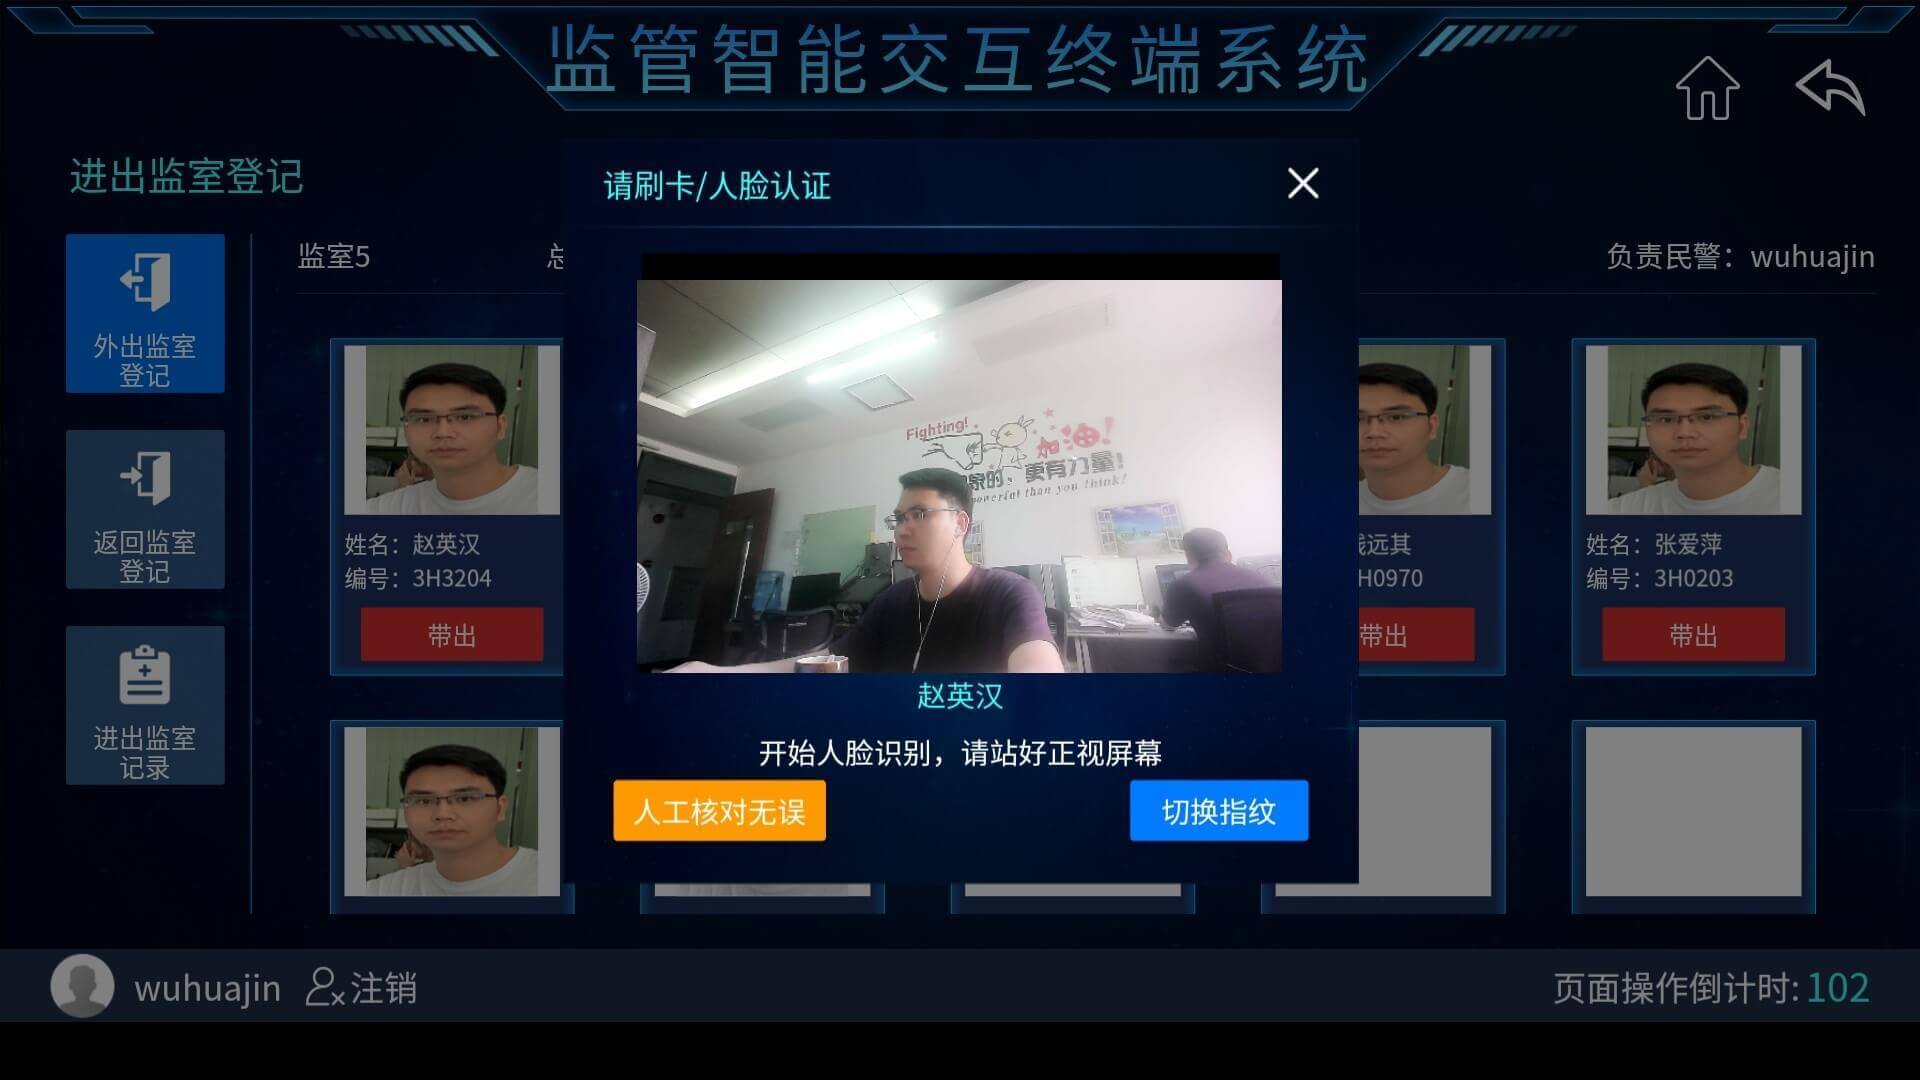 监管智能交互终端系统
进出监室登记
请刷卡/人脸认证
外出监室
登记
监室5
负责民警：wuhuajin
Fighting!
加油!
更有力量!
powerful than you think!
姓名：赵英汉
编号：3H3204
带出
远其
H0970
带出
姓名：张爱萍
编号：3H0203
带出
返回监室
登记
进出监室
记录
赵英汉
开始人脸识别，请站好正视屏幕
人工核对无误
切换指纹
wuhuajin
注销
页面操作倒计时:102